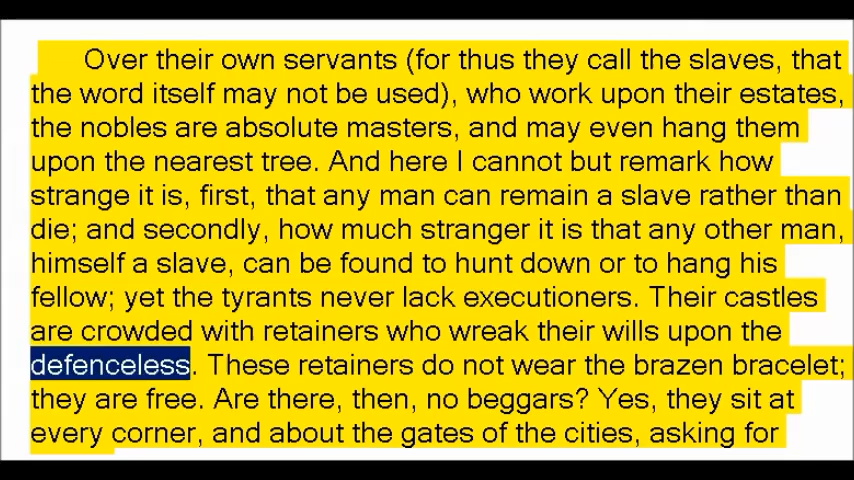 Over their own servants (for thus they call the slaves, that
the word itself may not be used), who work upon their estates,
the nobles are absolute masters, and may even hang them
upon the nearest tree. And here I cannot but remark how
strange it is, first, that any man can remain a slave rather than
die; and secondly, how much stranger it is that any other man,
himself a slave, can be found to hunt down or to hang his
fellow; yet the tyrants never lack executioners. Their castles
are crowded with retainers who wreak their wills upon the
defenceless. These retainers do not wear the brazen bracelet;
they are free. Are there, then, no beggars? Yes, they sit at
every corner, and about the gates of the cities, asking for